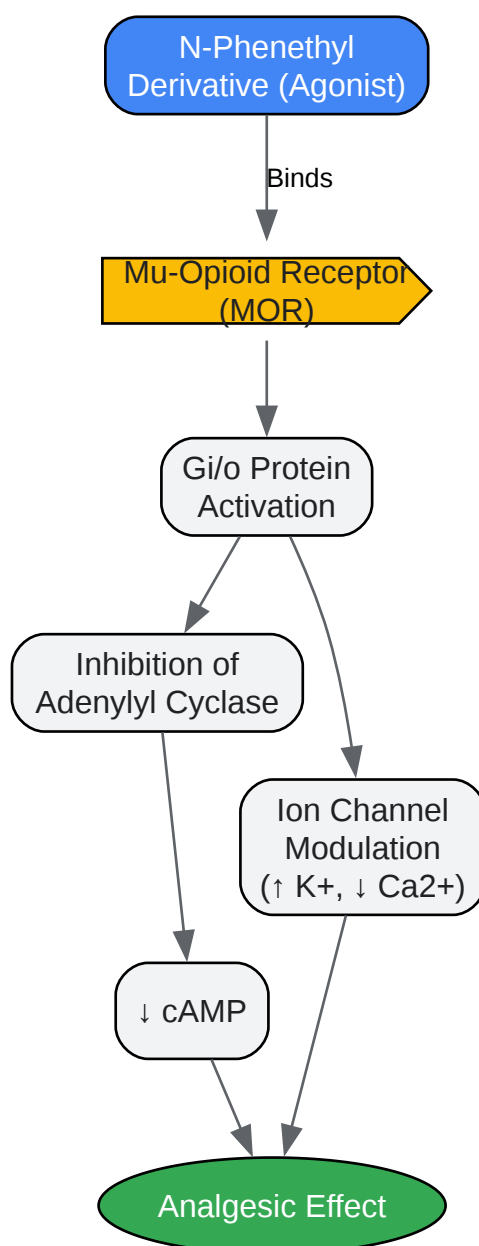 N-Phenethyl
Derivative (Agonist)
Binds
Mu-Opioid Receptor
(MOR)
Gi/o Protein
Activation
Inhibition of
Adenylyl Cyclase
Ion Channel
Modulation
(↑ K+, ↓ Ca2+)
↓ cAMP
Analgesic Effect